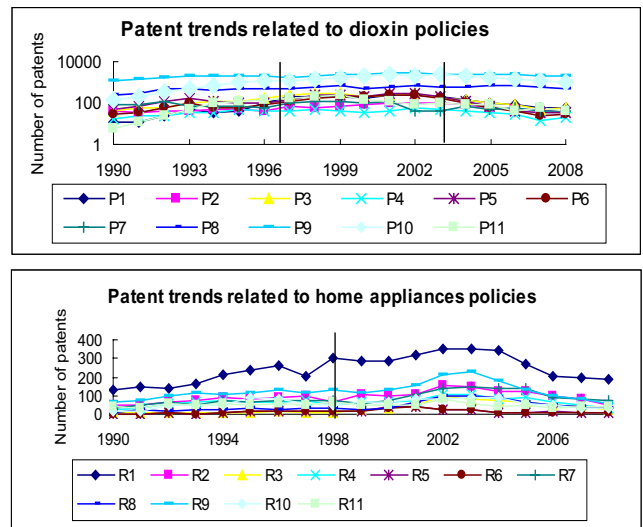 Patent trends related to dioxin policies
Number of patents
10000
100
1
1990 1993 1996 1999 2002 2005 2008
P1 P2 P3 P4 P5 P6
P7 P8 P9 P10 P11
Patent trends related to home appliances policies
Number of patents
400
300
200
100
0
1990 1994 1998 2002 2006
R1 R2 R3 R4 R5 R6 R7
R8 R9 R10 R11